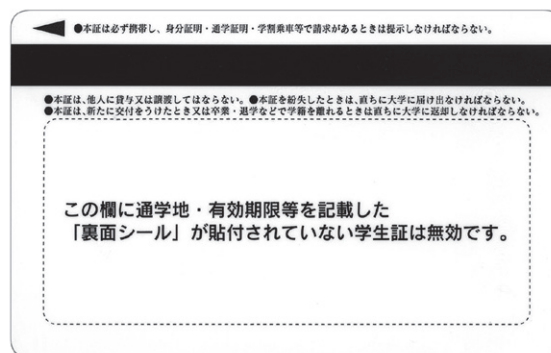 ●本証は必ず携帯し、身分証明・通学証明・学割乗車等で請求があるときは提示しなければならない。
●本証は、他人に貸与又は譲渡してはならない。●本証を紛失したときは、直ちに大学に届け出なければならない。
●本証は、新たに交付をうけたとき又は卒業・退学などで学籍を離れるときは直ちに大学に返却しなければならない。
この欄に通学地・有効期限等を記載した
「裏面シール」が貼付されていない学生証は無効です。